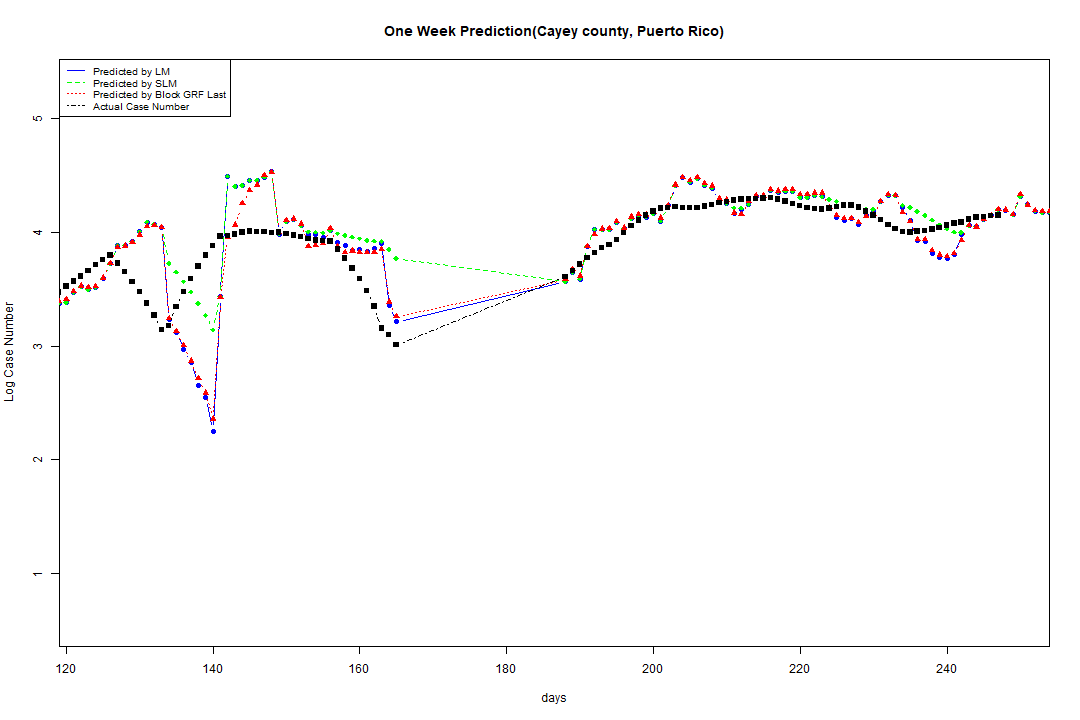 One Week Prediction(Cayey county, Puerto Rico)
Predicted by LM
Predicted by SLM
Predicted by Block GRF Last
Actual Case Number
5
4
3
2
1
Log Case Number
120 140 160 180 200 220 240
days